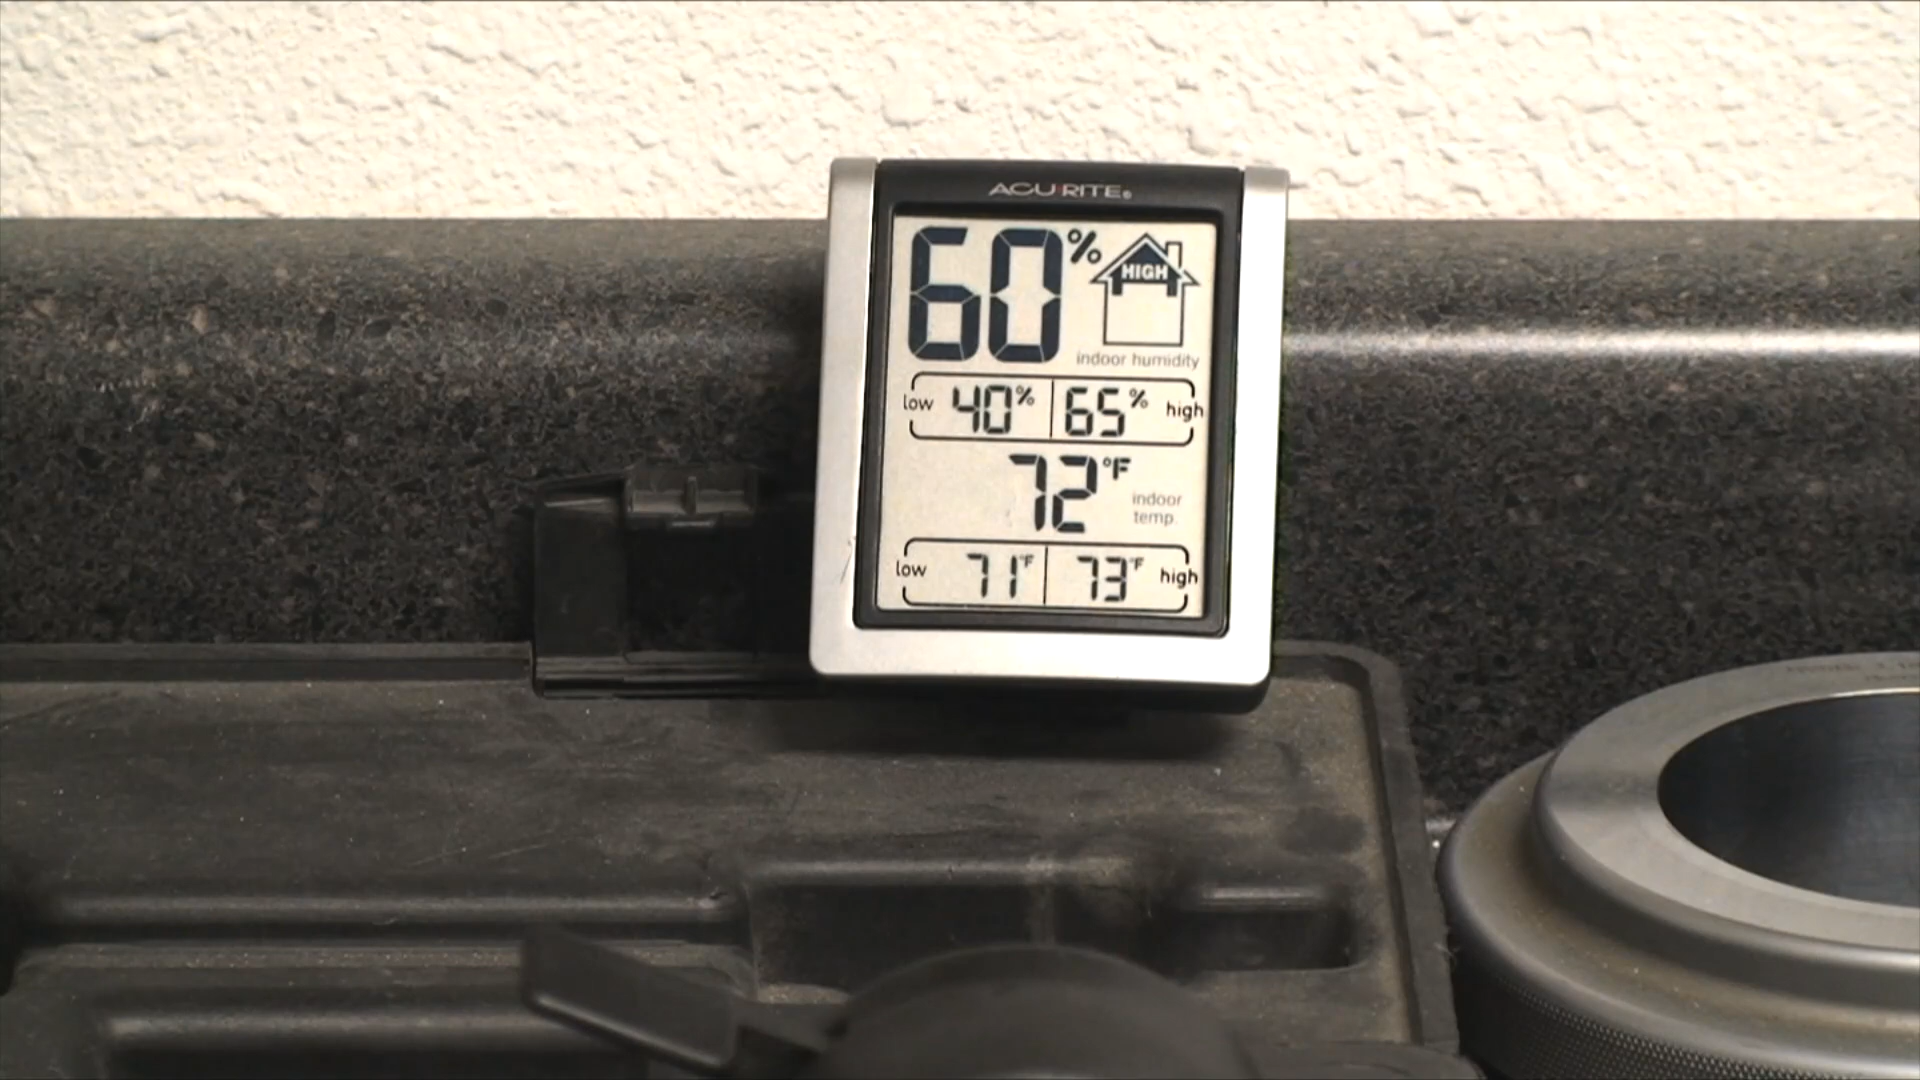 ACURITE®
60%
HIGH
indoor humidity
low 40% 65% high
72°F
indoor
temp.
low 71°F 73°F high